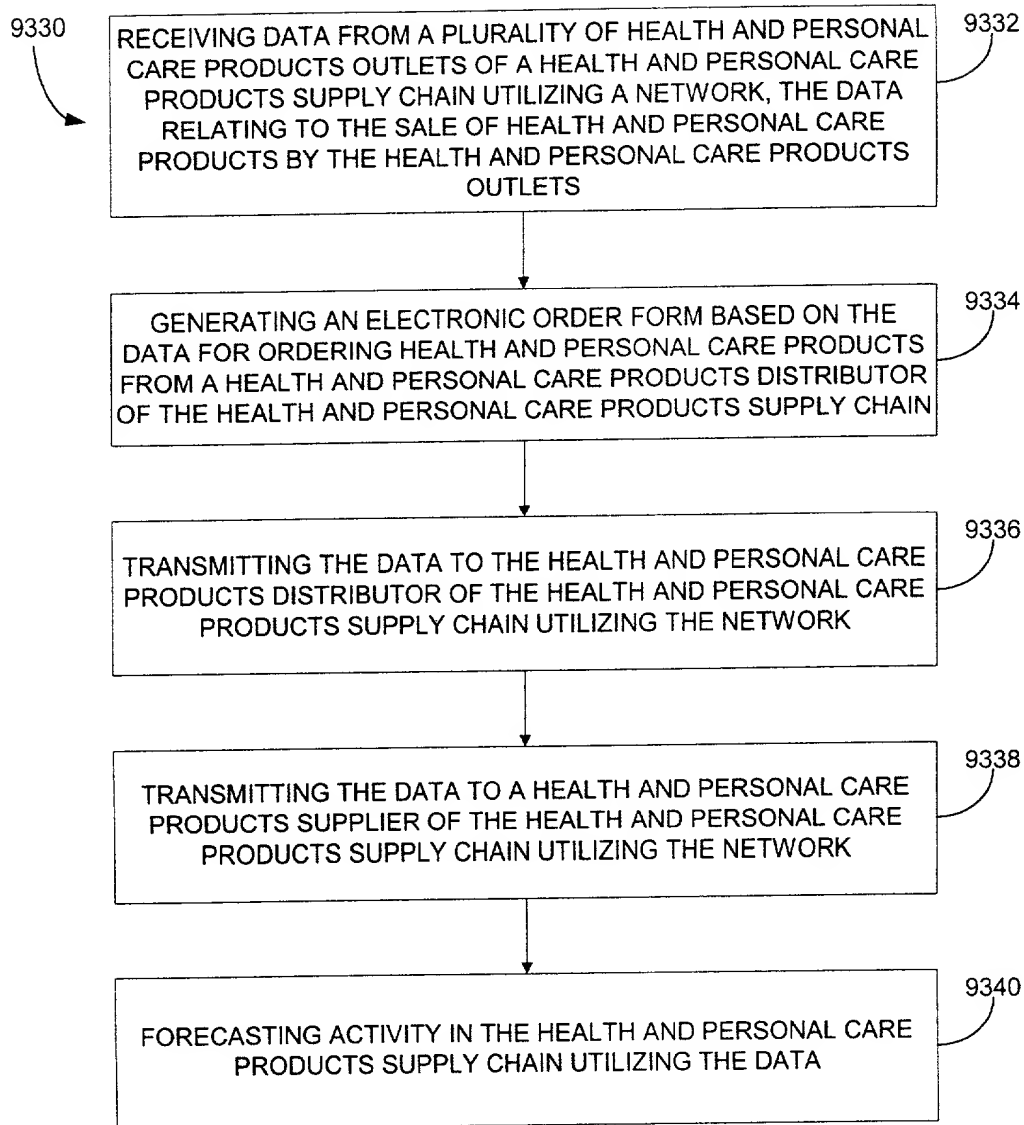 9330
RECEIVING DATA FROM A PLURALITY OF HEALTH AND PERSONAL
CARE PRODUCTS OUTLETS OF A HEALTH AND PERSONAL CARE
PRODUCTS SUPPLY CHAIN UTILIZING A NETWORK, THE DATA
RELATING TO THE SALE OF HEALTH AND PERSONAL CARE
PRODUCTS BY THE HEALTH AND PERSONAL CARE PRODUCTS
OUTLETS
9332
GENERATING AN ELECTRONIC ORDER FORM BASED ON THE
DATA FOR ORDERING HEALTH AND PERSONAL CARE PRODUCTS
FROM A HEALTH AND PERSONAL CARE PRODUCTS DISTRIBUTOR
OF THE HEALTH AND PERSONAL CARE PRODUCTS SUPPLY CHAIN
9334
TRANSMITTING THE DATA TO THE HEALTH AND PERSONAL CARE
PRODUCTS DISTRIBUTOR OF THE HEALTH AND PERSONAL CARE
PRODUCTS SUPPLY CHAIN UTILIZING THE NETWORK
9336
TRANSMITTING THE DATA TO A HEALTH AND PERSONAL CARE
PRODUCTS SUPPLIER OF THE HEALTH AND PERSONAL CARE
PRODUCTS SUPPLY CHAIN UTILIZING THE NETWORK
9338
FORECASTING ACTIVITY IN THE HEALTH AND PERSONAL CARE
PRODUCTS SUPPLY CHAIN UTILIZING THE DATA
9340